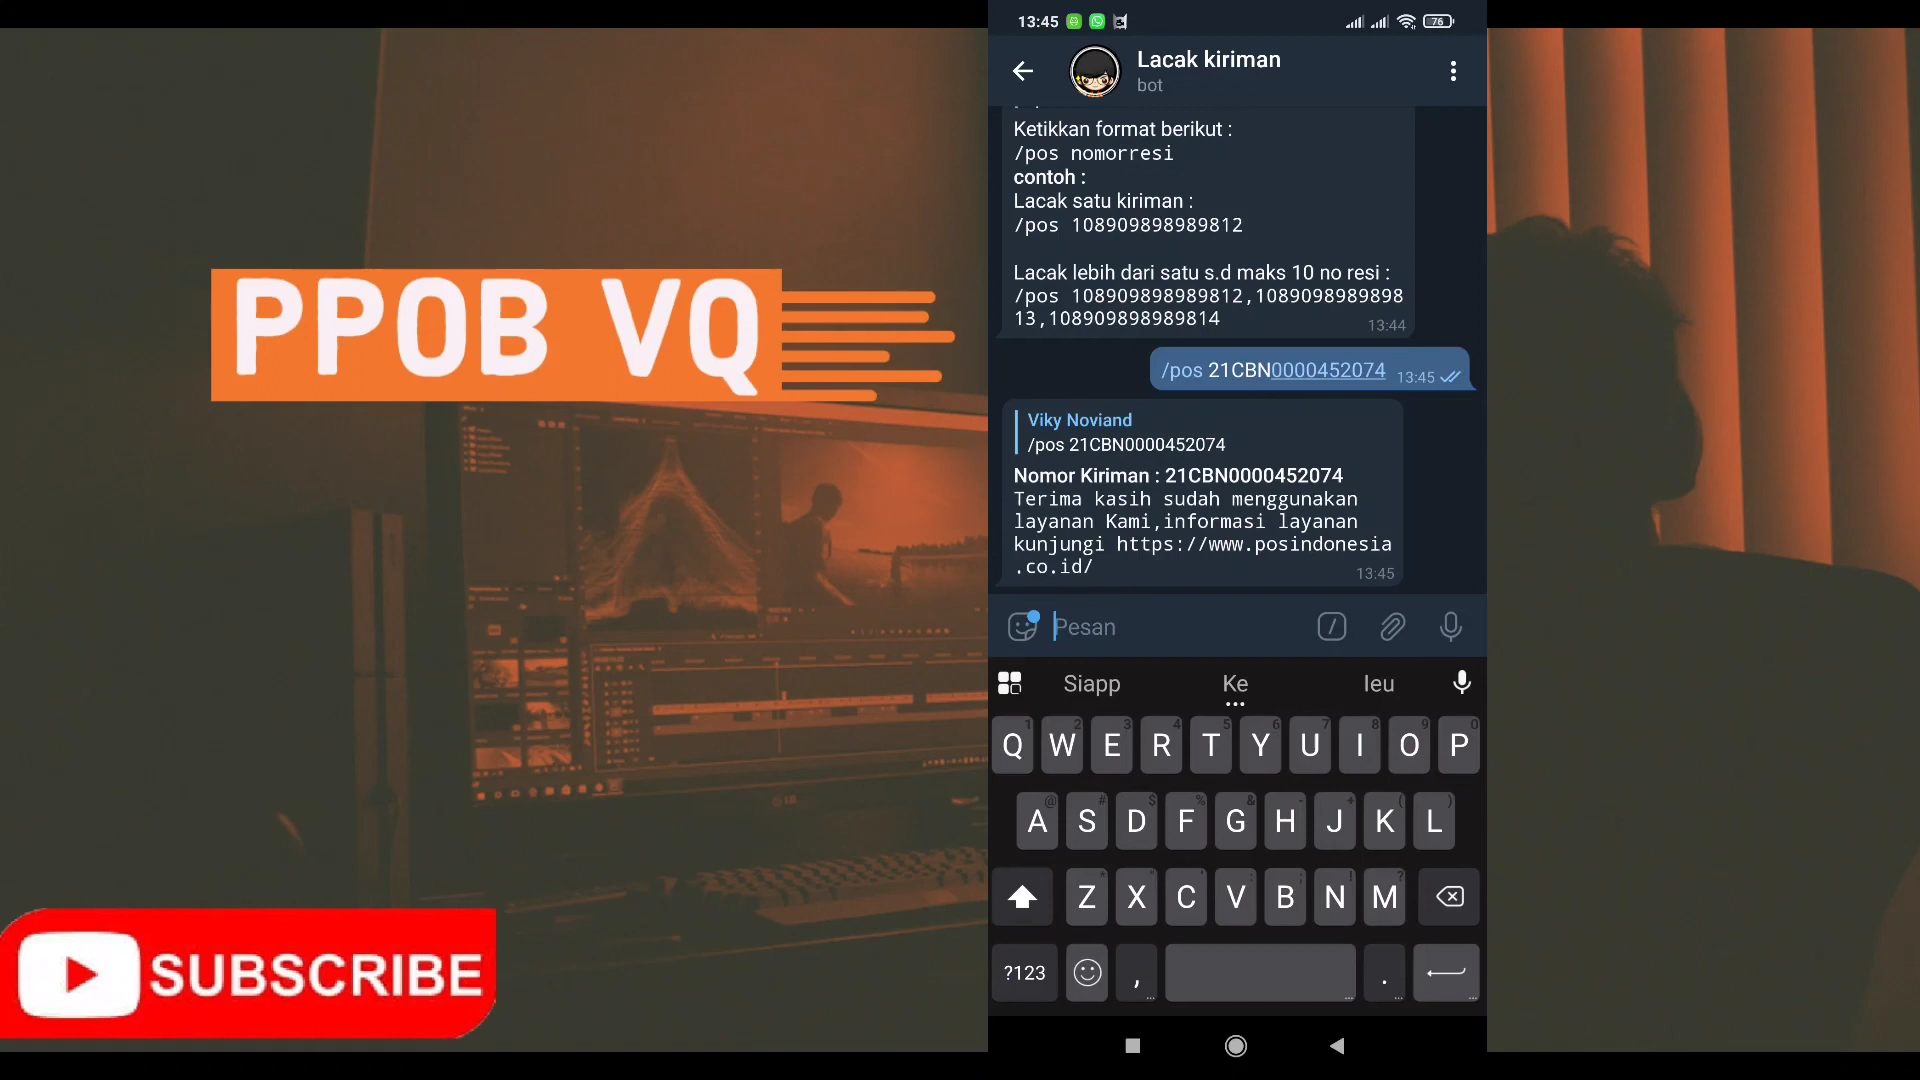 PPOB VQ
SUBSCRIBE
13:45
76
Lacak kiriman
bot
Ketikkan format berikut :
/pos nomorresi
contoh :
Lacak satu kiriman :
/pos 108909898989812
Lacak lebih dari satu s.d maks 10 no resi :
/pos 108909898989812,1089098989898
13,108909898989814
13:44
/pos 21CBN0000452074
13:45
Viky Noviand
/pos 21CBN0000452074
Nomor Kiriman : 21CBN0000452074
Terima kasih sudah menggunakan
layanan Kami,informasi layanan
kunjungi https://www.posindonesia
.co.id/
13:45
Pesan
Siapp Ke Ieu
Q W E R T Y U I O P
A S D F G H J K L
Z X C V B N M
?123 , .